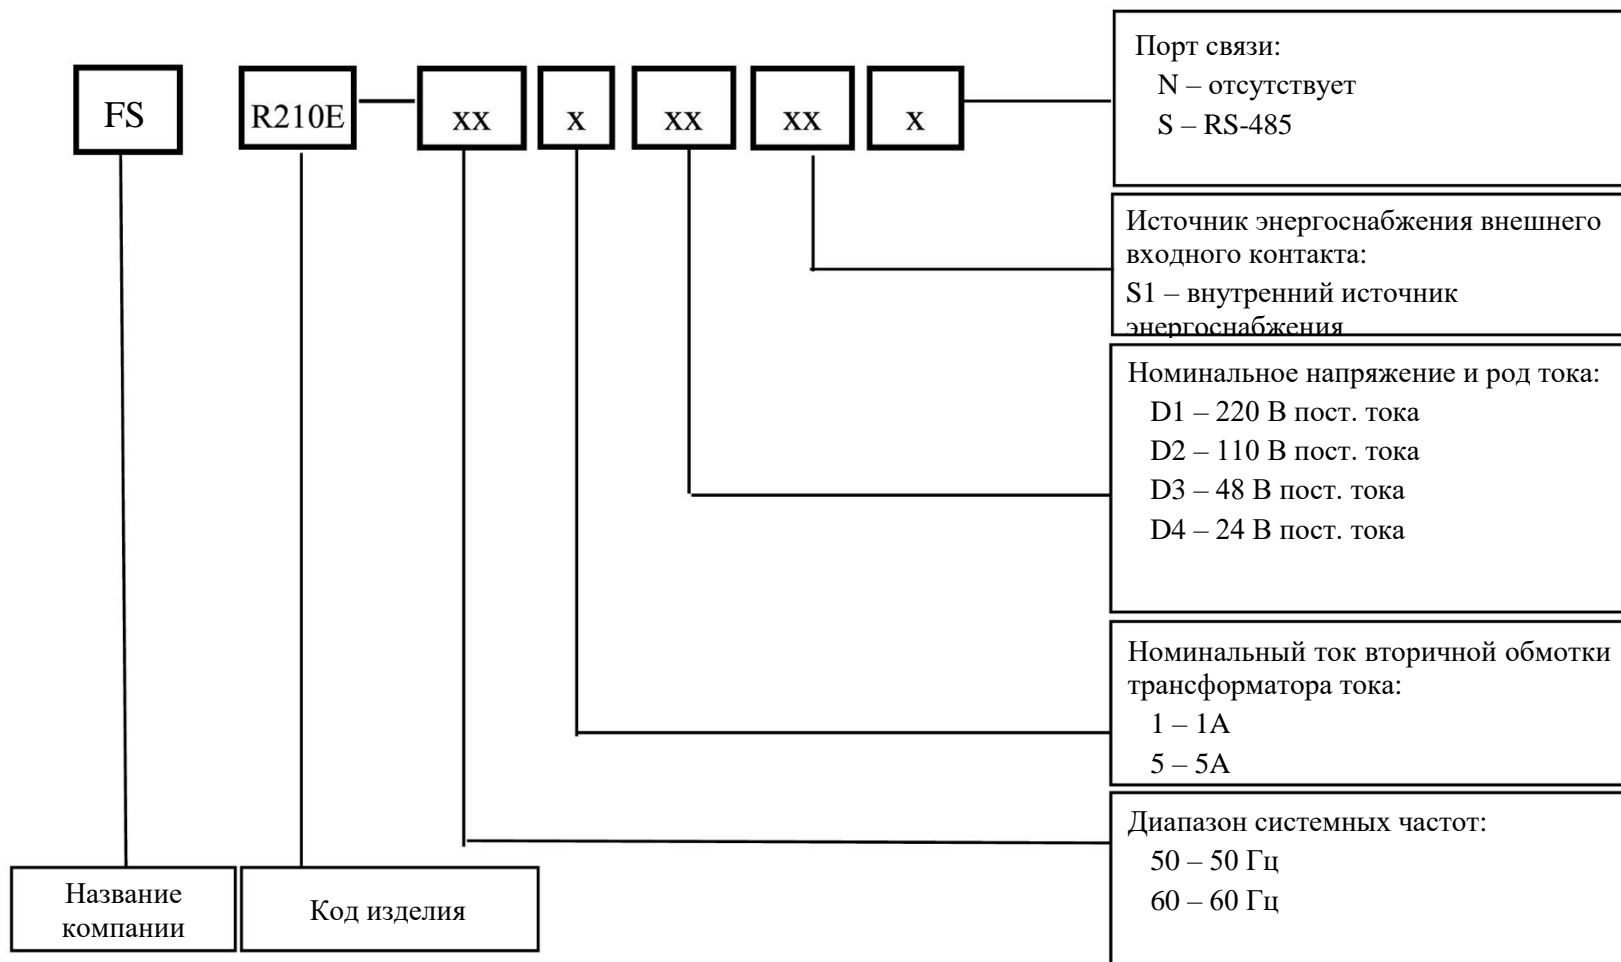 FS R210E xx x xx xx x
Порт связи:
N – отсутствует
S – RS-485
Источник энергоснабжения внешнего
входного контакта:
S1 – внутренний источник
энергоснабжения
Номинальное напряжение и род тока:
D1 – 220 В пост. тока
D2 – 110 В пост. тока
D3 – 48 В пост. тока
D4 – 24 В пост. тока
Номинальный ток вторичной обмотки
трансформатора тока:
1 – 1А
5 – 5А
Диапазон системных частот:
50 – 50 Гц
60 – 60 Гц
Название
компании
Код изделия